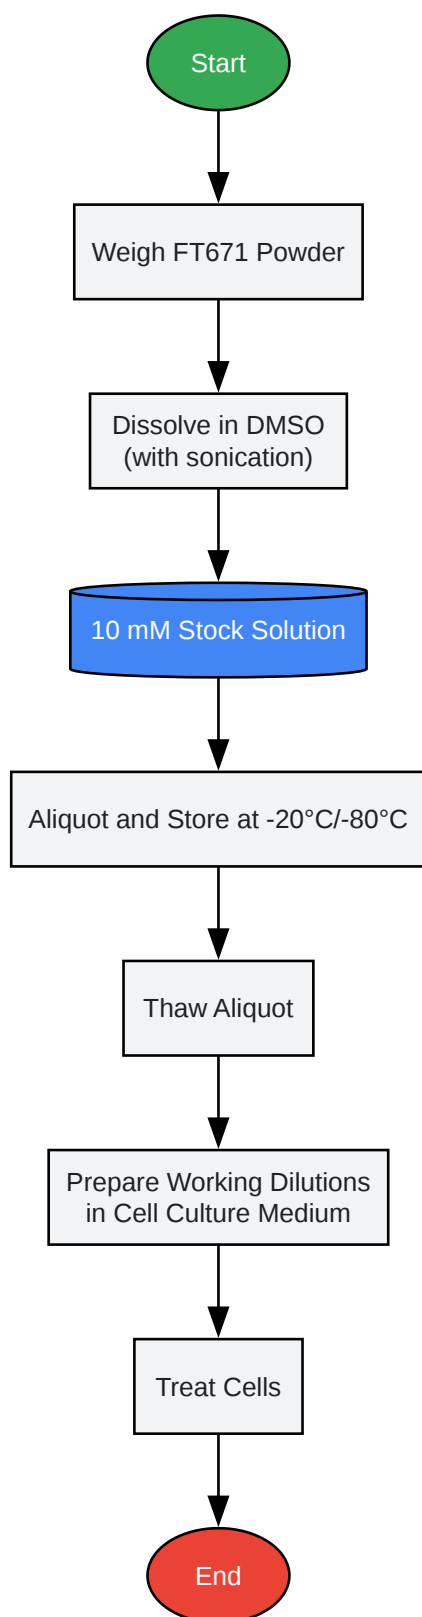 Start
Weigh FT671 Powder
Dissolve in DMSO
(with sonication)
10 mM Stock Solution
Aliquot and Store at -20°C/-80°C
Thaw Aliquot
Prepare Working Dilutions
in Cell Culture Medium
Treat Cells
End